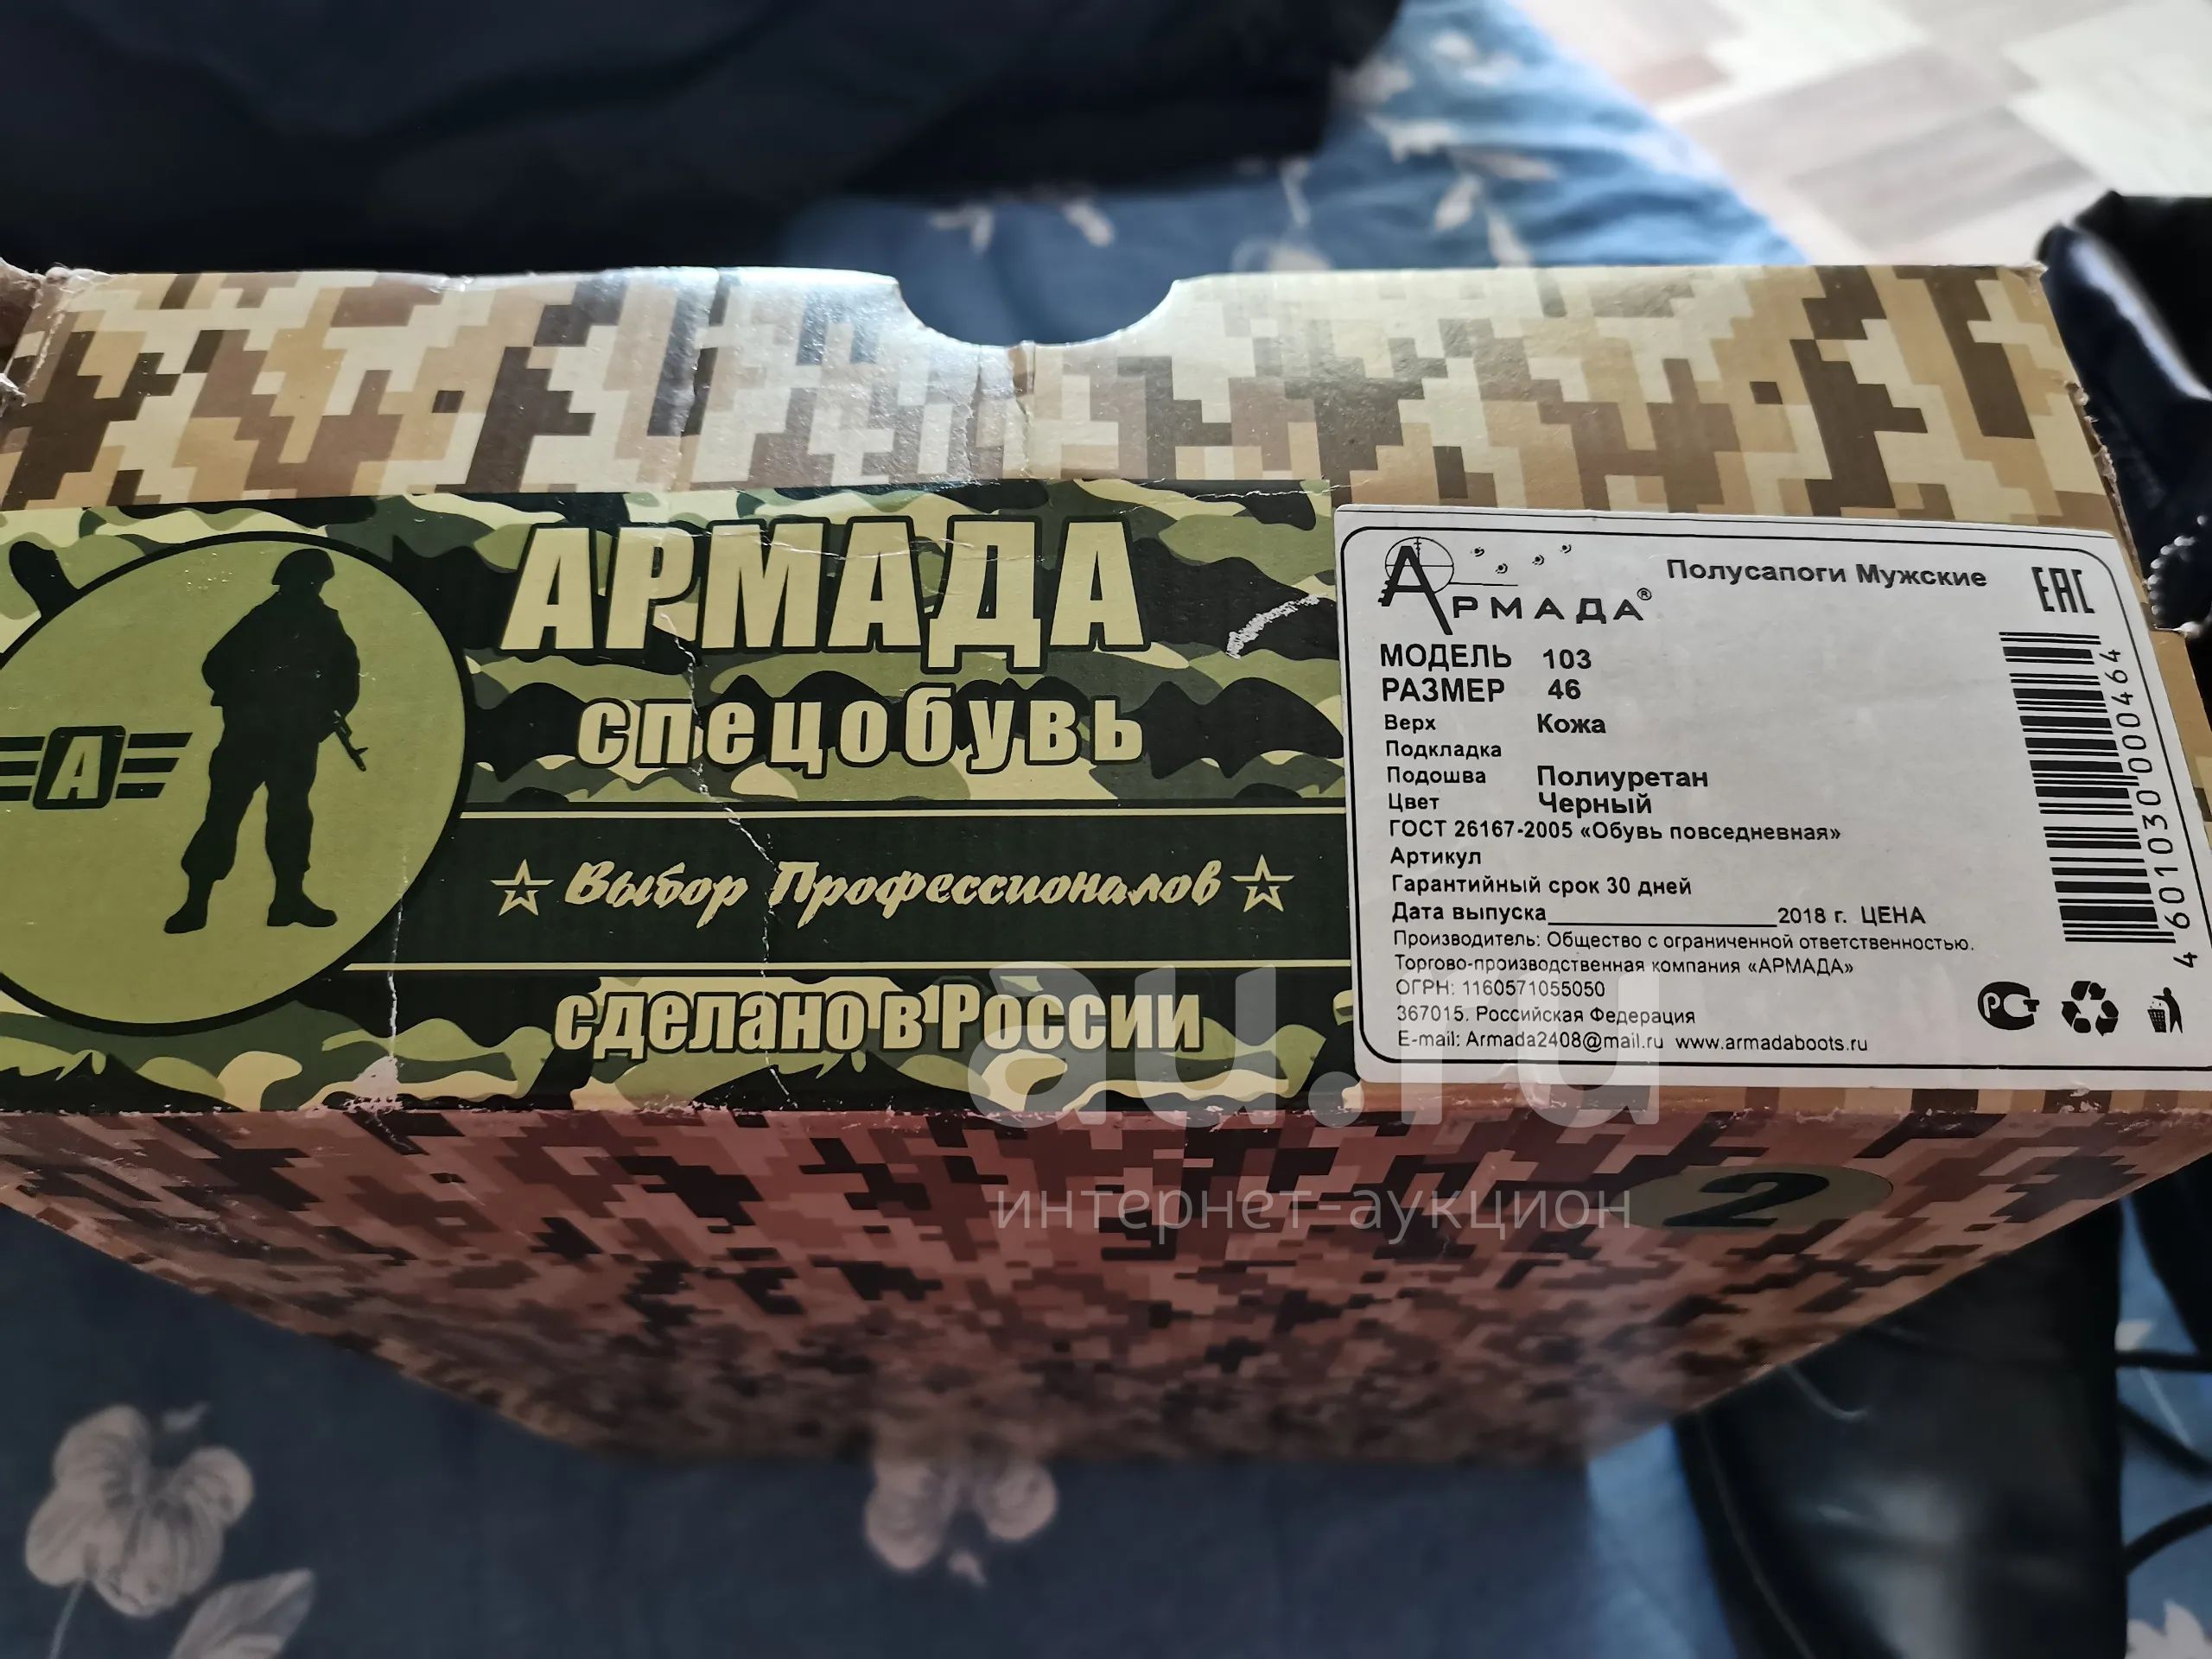 АРМАДА
спецобувь
А
Выбор Профессионалов
сделано в России
АРМАДА®
Полусапоги Мужские
EAC
МОДЕЛЬ 103
РАЗМЕР 46
Верх Кожа
Подкладка
Подошва Полиуретан
Цвет Черный
ГОСТ 26167-2005 «Обувь повседневная»
Артикул
Гарантийный срок 30 дней
Дата выпуска____________2018 г. ЦЕНА
Производитель: Общество с ограниченной ответственностью.
Торгово-производственная компания «АРМАДА»
ОГРН: 1160571055050
367015. Российская Федерация
E-mail: Armada2408@mail.ru www.armadaboots.ru
4 601030 000464
РСТ
2
au.ru
интернет-аукцион